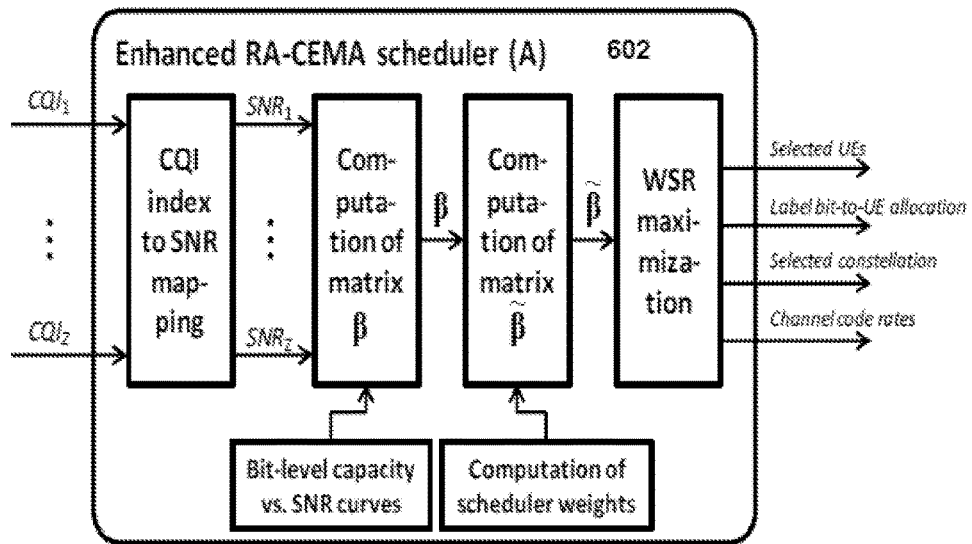 Enhanced RA-CEMA scheduler (A)
602
CQI₁
CQI₂
CQI
index
to SNR
map-
ping
SNR₁
SNR₂
Com-
puta-
tion of
matrix
β
β
Com-
puta-
tion of
matrix
β̃
β̃
WSR
maxi-
miza-
tion
Selected UEs
Label bit-to-UE allocation
Selected constellation
Channel code rates
Bit-level capacity
vs. SNR curves
Computation of
scheduler weights